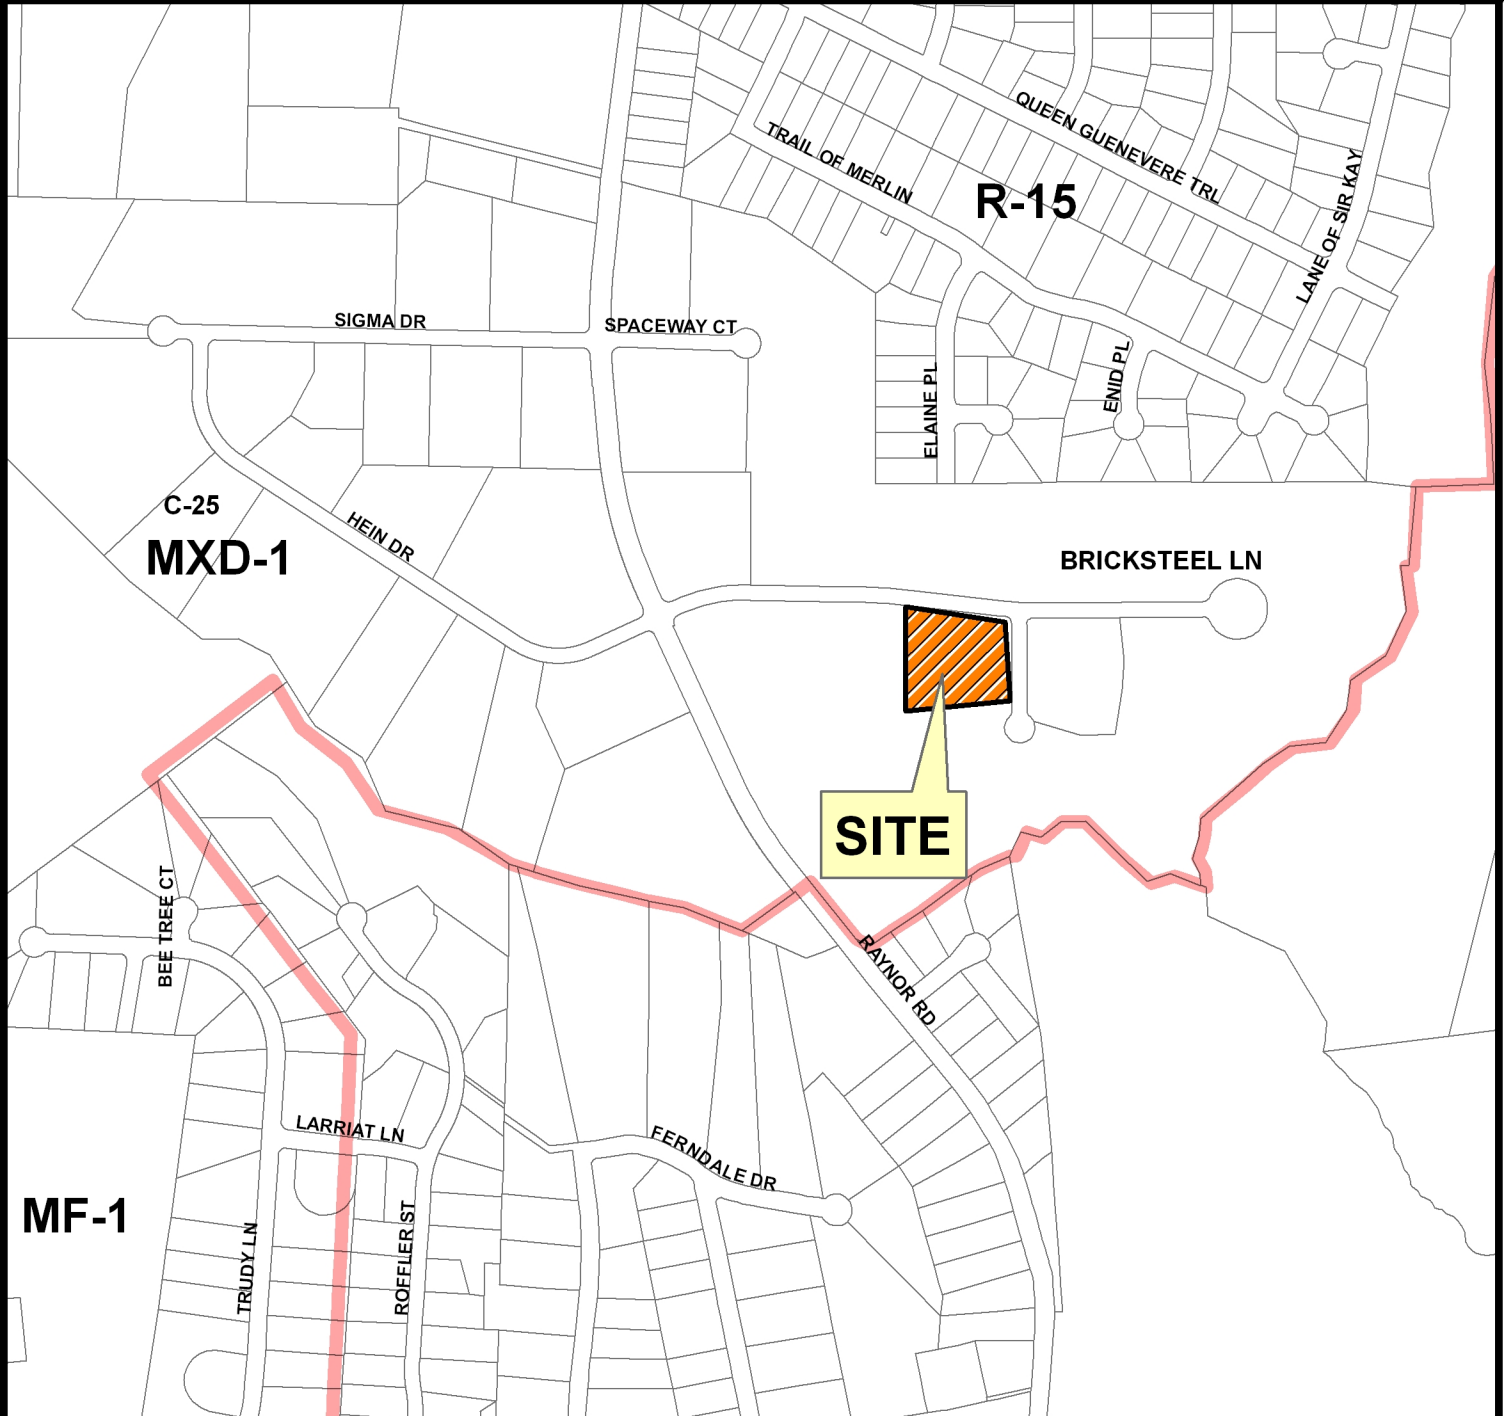 QUEEN GUENEVERE TRL
TRAIL OF MERLIN
R-15
LANE OF SIR KAY
SIGMA DR
SPACEWAY CT
ENID PL
ELAINE PL
C-25
MXD-1
HEIN DR
BRICKSTEEL LN
SITE
BEE TREE CT
RAYNOR RD
LARRIAT LN
FERNDALE DR
MF-1
TRUDY LN
ROFFLER ST